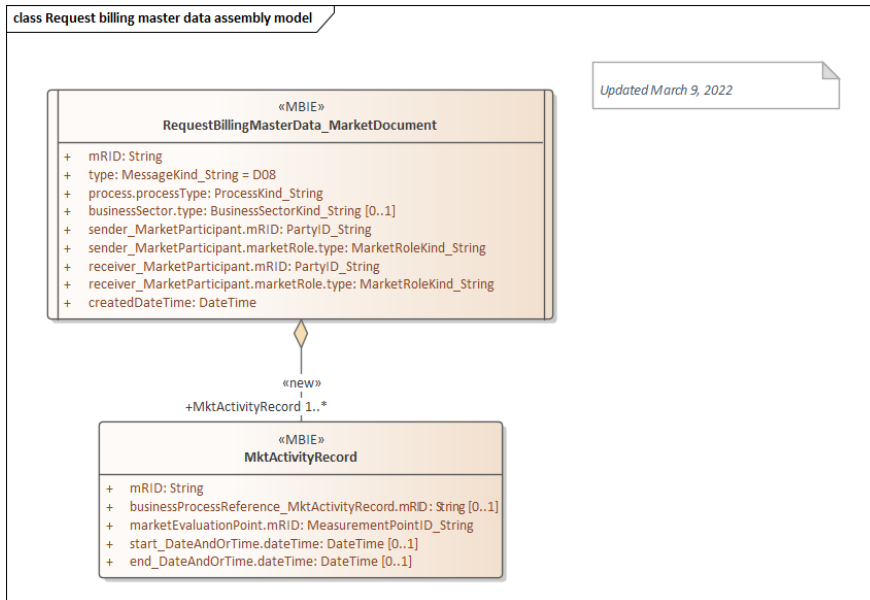 class Request billing master data assembly model
Updated March 9, 2022
«MBIE»
RequestBillingMasterData_MarketDocument
+ mRID: String
+ type: MessageKind_String = D08
+ process.processType: ProcessKind_String
+ businessSector.type: BusinessSectorKind_String [0..1]
+ sender_MarketParticipant.mRID: PartyID_String
+ sender_MarketParticipant.marketRole.type: MarketRoleKind_String
+ receiver_MarketParticipant.mRID: PartyID_String
+ receiver_MarketParticipant.marketRole.type: MarketRoleKind_String
+ createdDateTime: DateTime
«new»
+MktActivityRecord 1..*
«MBIE»
MktActivityRecord
+ mRID: String
+ businessProcessReference_MktActivityRecord.mRID: String [0..1]
+ marketEvaluationPoint.mRID: MeasurementPointID_String
+ start_DateAndOrTime.dateTime: DateTime [0..1]
+ end_DateAndOrTime.dateTime: DateTime [0..1]